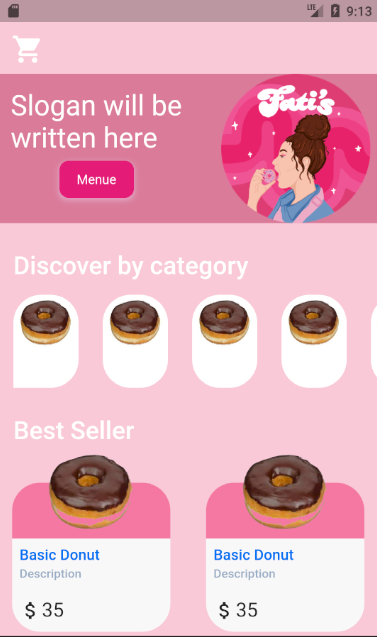 LTE 9:13
Slogan will be
written here
Fati's
Menue
Discover by category
Best Seller
Basic Donut
Description
$ 35
Basic Donut
Description
$ 35